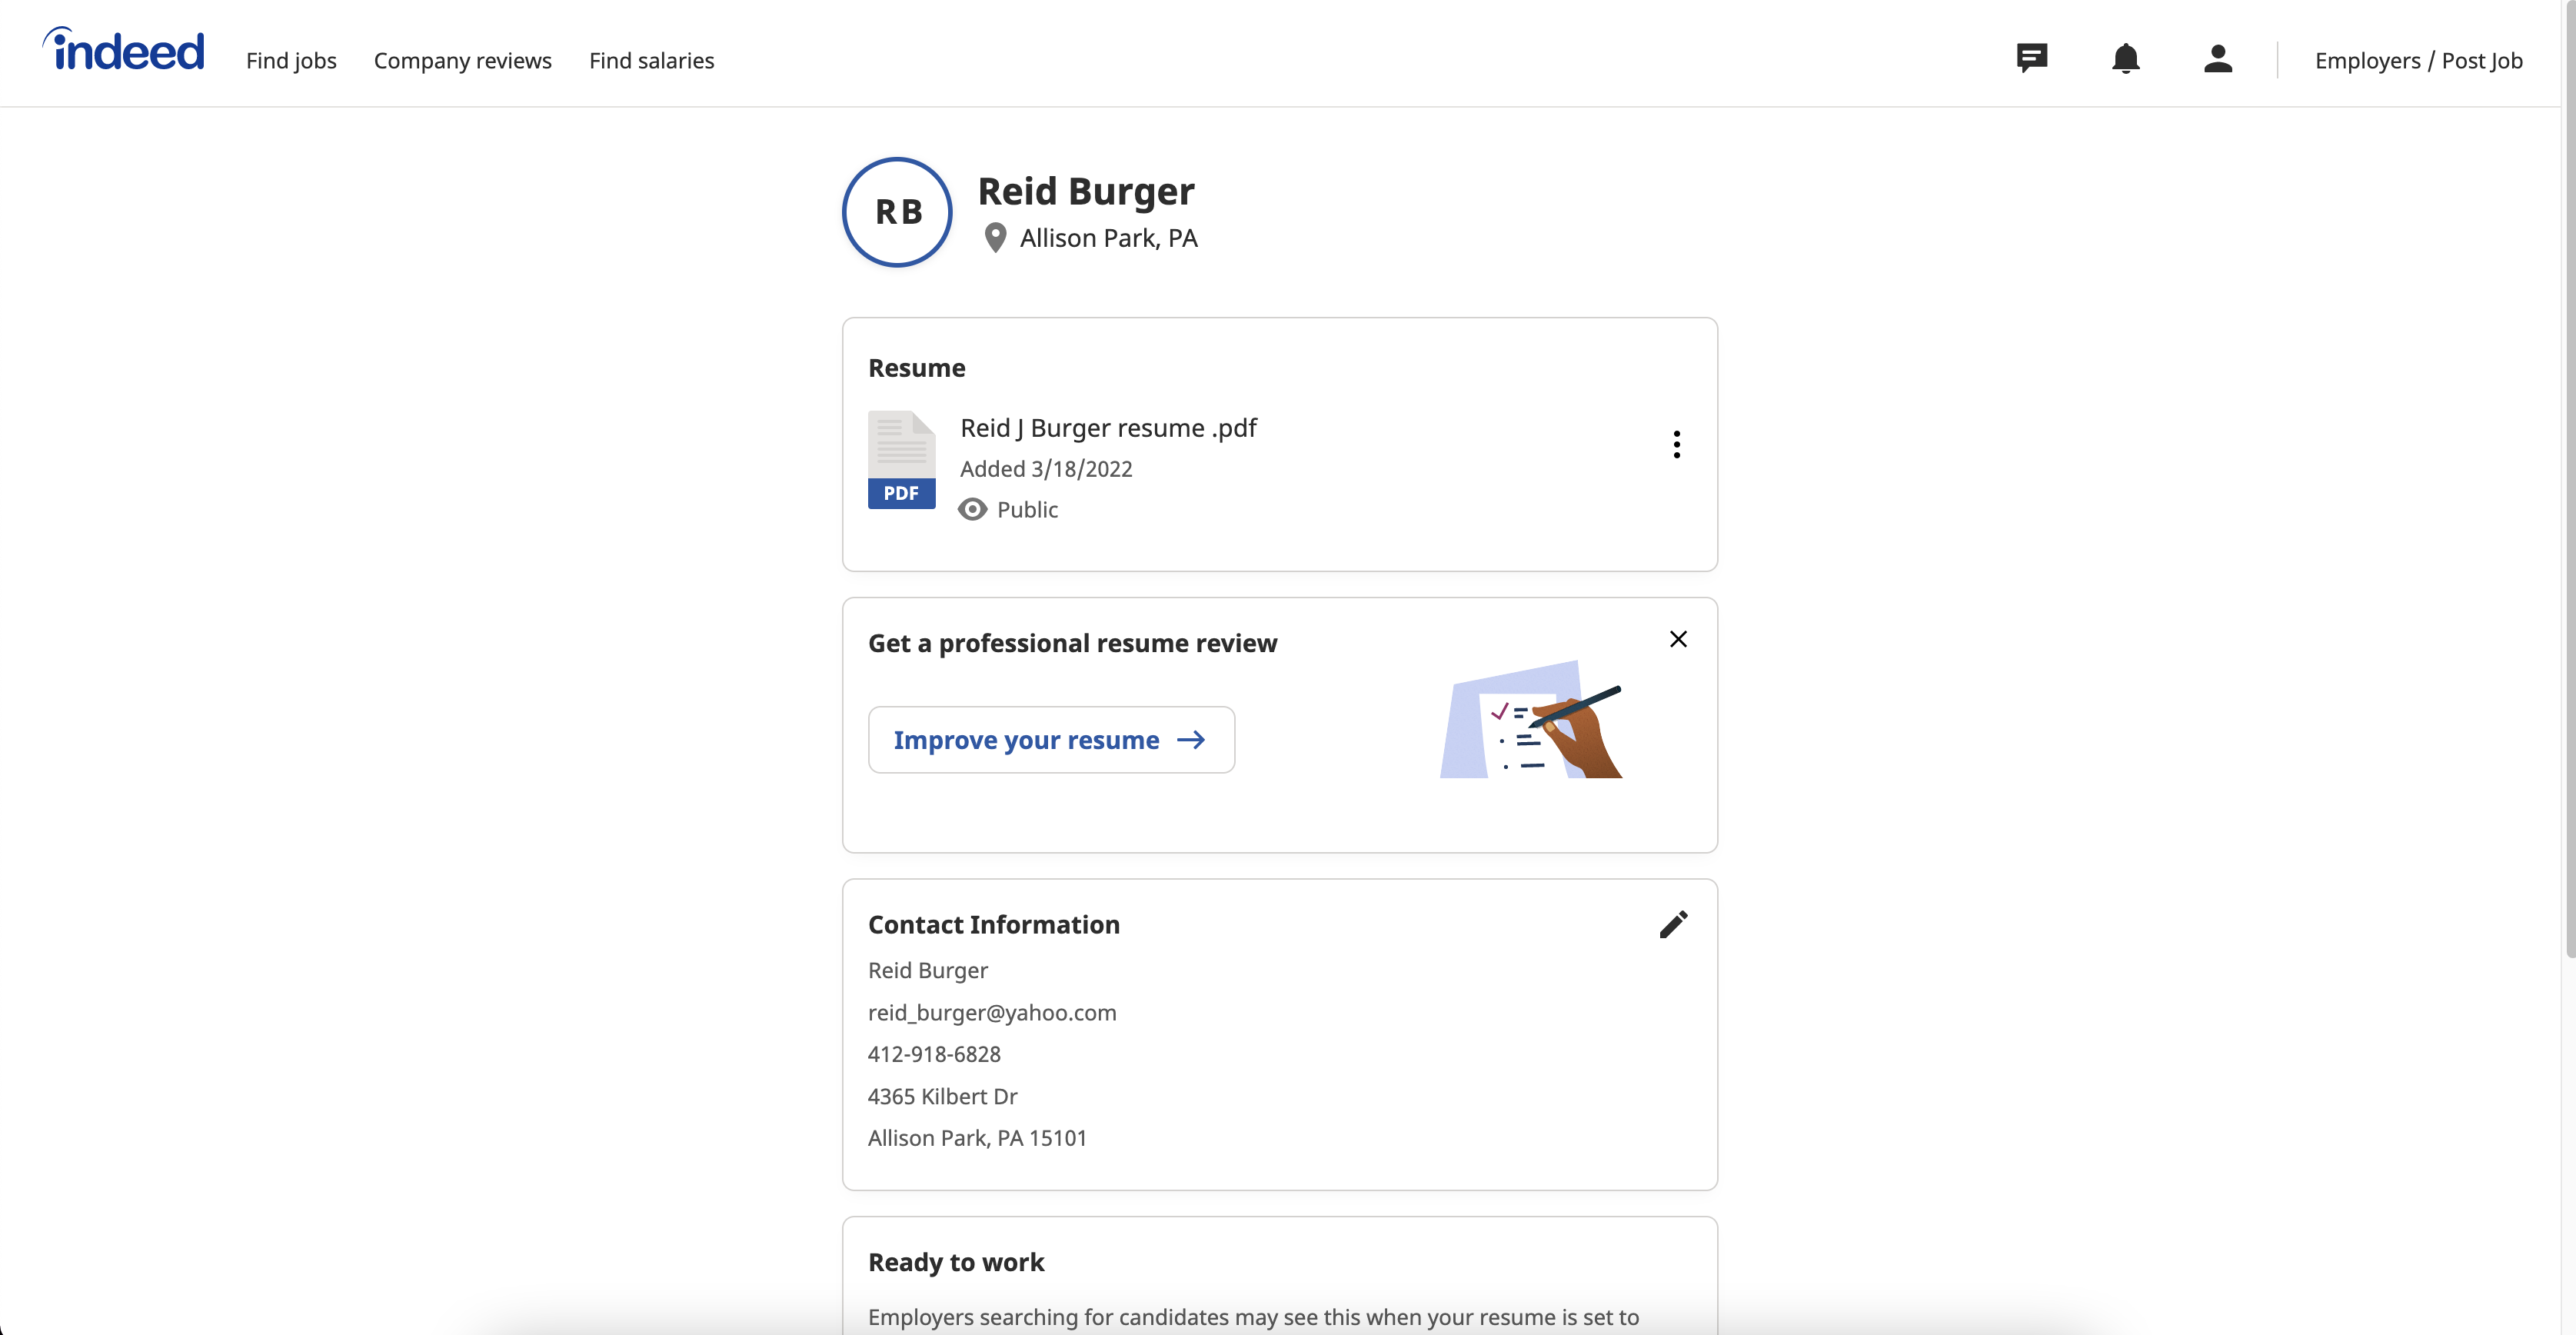 indeed
Find jobs
Company reviews
Find salaries
Employers / Post Job
RB
Reid Burger
Allison Park, PA
Resume
Reid J Burger resume .pdf
Added 3/18/2022
PDF
Public
Get a professional resume review
Improve your resume
Contact Information
Reid Burger
reid_burger@yahoo.com
412-918-6828
4365 Kilbert Dr
Allison Park, PA 15101
Ready to work
Employers searching for candidates may see this when your resume is set to